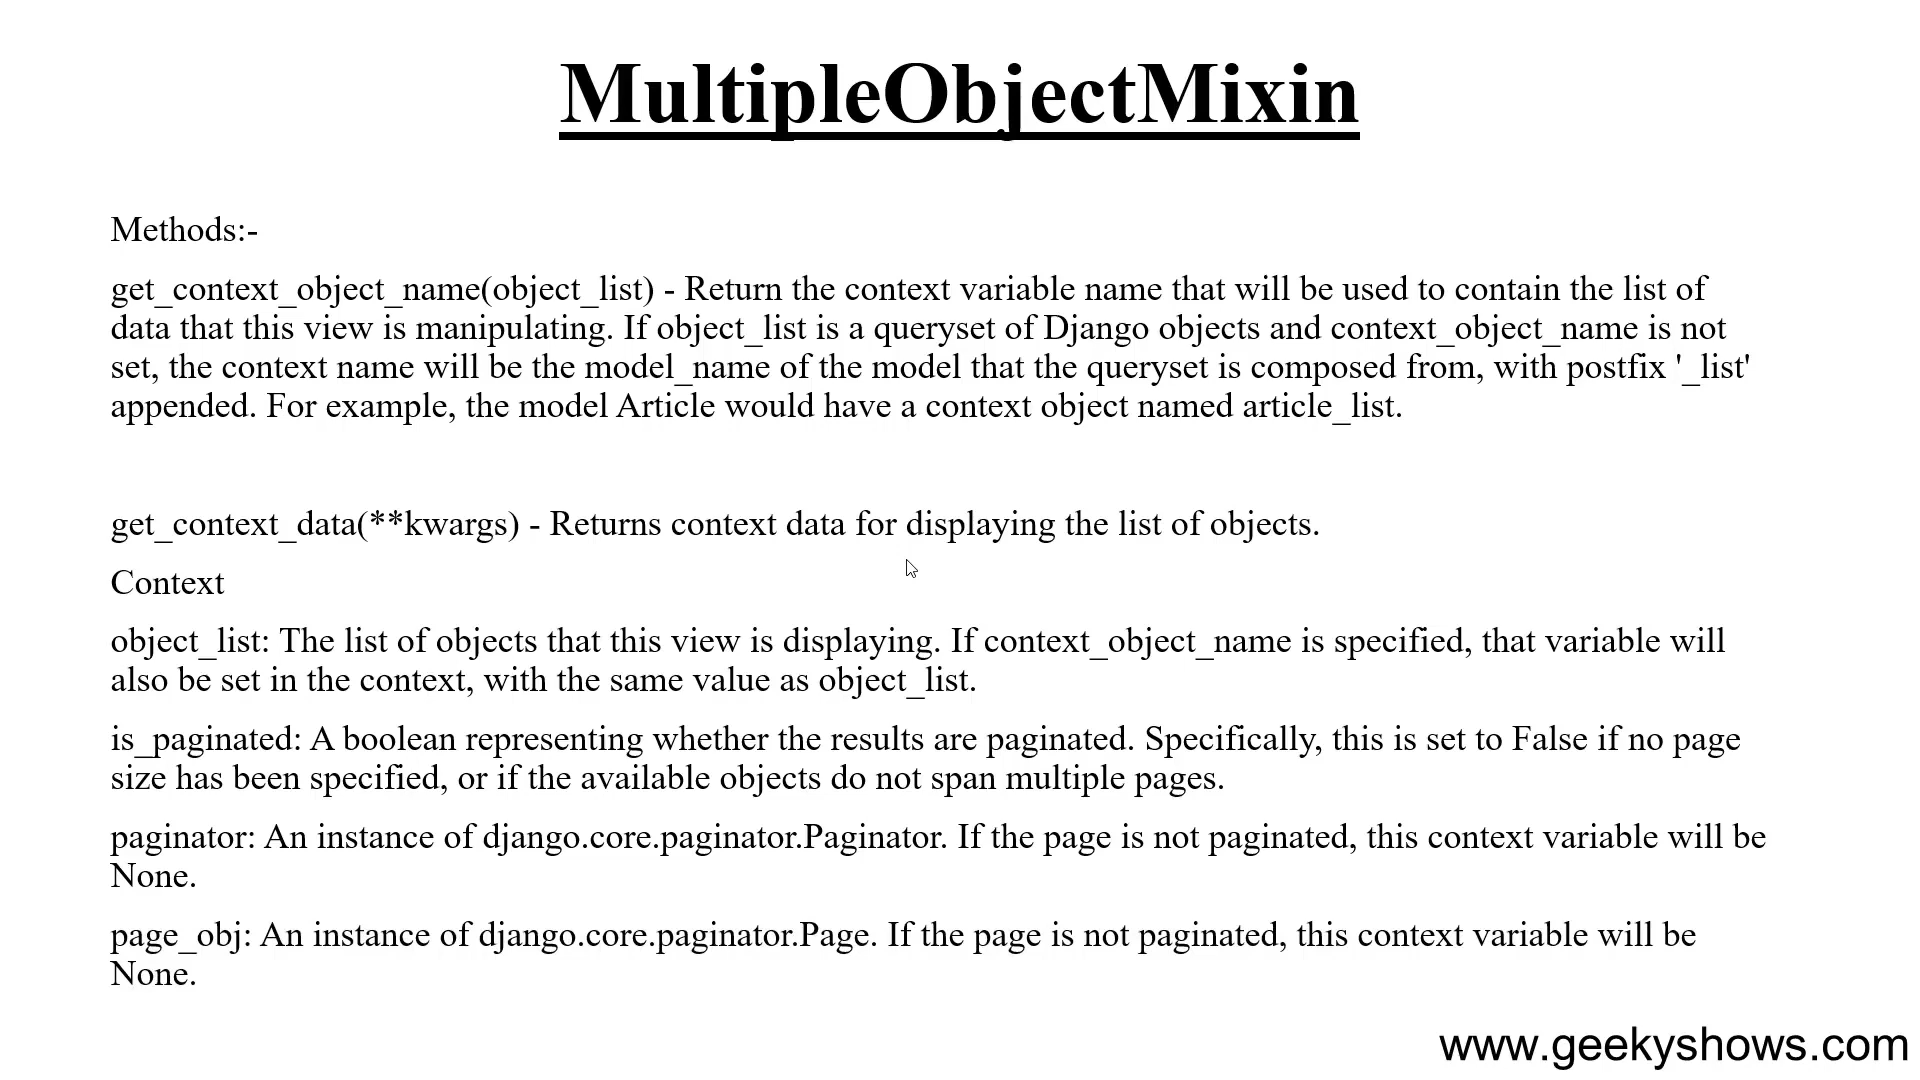 MultipleObjectMixin
Methods:-
get_context_object_name(object_list) - Return the context variable name that will be used to contain the list of
data that this view is manipulating. If object_list is a queryset of Django objects and context_object_name is not
set, the context name will be the model_name of the model that the queryset is composed from, with postfix '_list'
appended. For example, the model Article would have a context object named article_list.
get_context_data(**kwargs) - Returns context data for displaying the list of objects.
Context
object_list: The list of objects that this view is displaying. If context_object_name is specified, that variable will
also be set in the context, with the same value as object_list.
is_paginated: A boolean representing whether the results are paginated. Specifically, this is set to False if no page
size has been specified, or if the available objects do not span multiple pages.
paginator: An instance of django.core.paginator.Paginator. If the page is not paginated, this context variable will be
None.
page_obj: An instance of django.core.paginator.Page. If the page is not paginated, this context variable will be
None.
www.geekyshows.com